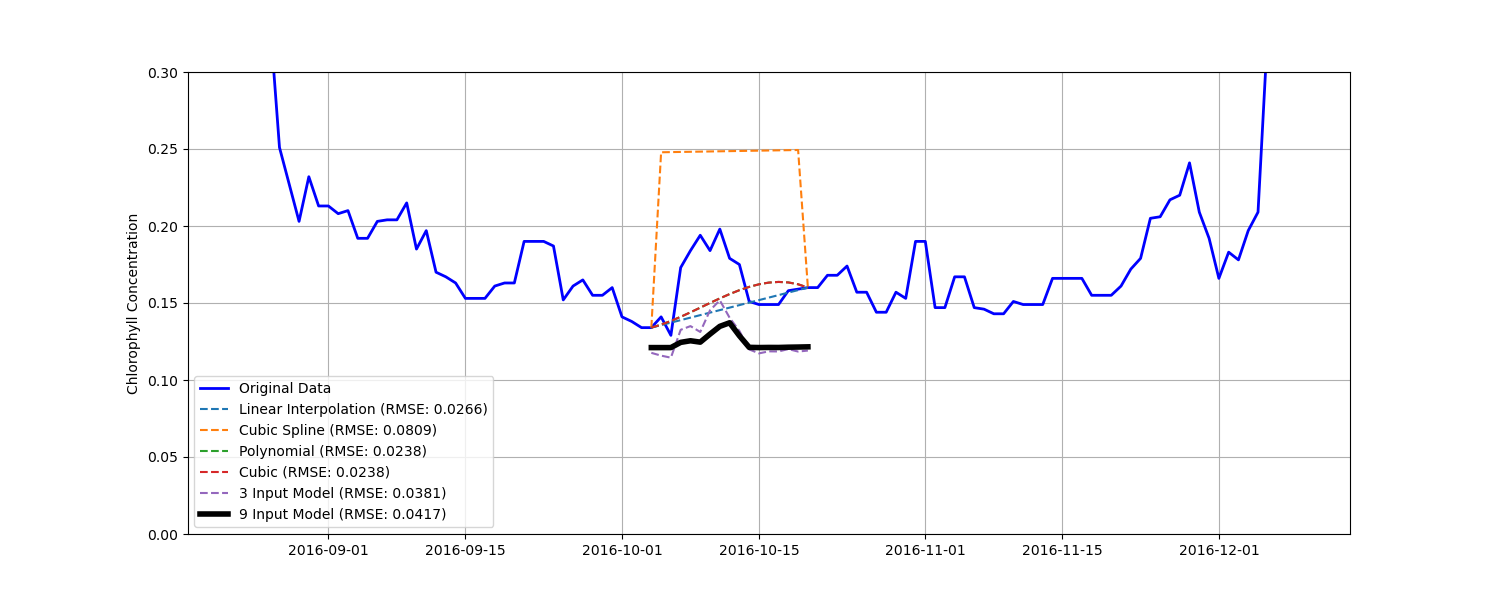 0.30
0.25
0.20
0.15
0.10
0.05
0.00
Chlorophyll Concentration
Original Data
Linear Interpolation (RMSE: 0.0266)
Cubic Spline (RMSE: 0.0809)
Polynomial (RMSE: 0.0238)
Cubic (RMSE: 0.0238)
3 Input Model (RMSE: 0.0381)
9 Input Model (RMSE: 0.0417)
2016-09-01 2016-09-15 2016-10-01 2016-10-15 2016-11-01 2016-11-15 2016-12-01